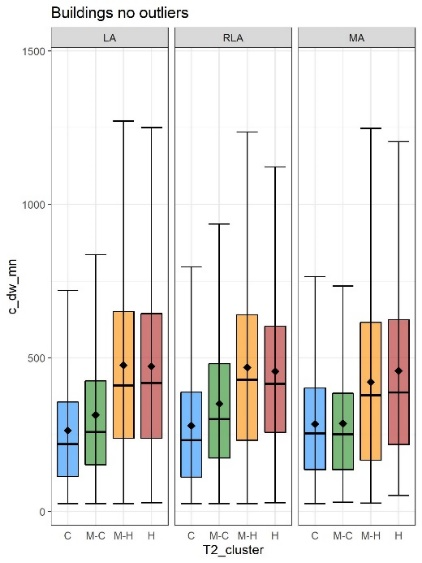 Buildings no outliers
LA RLA MA
1500
1000
500
0
c_dw_mn
C M-C M-H H C M-C M-H H C M-C M-H H
T2_cluster